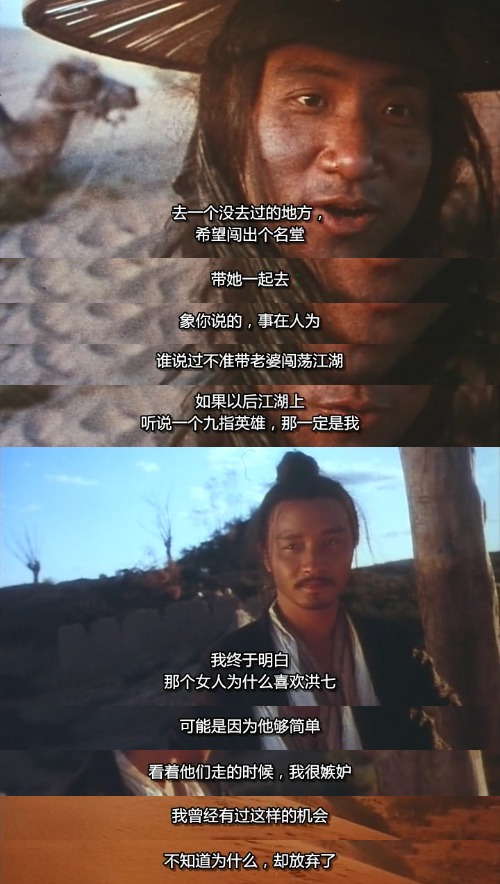 去一个没去过的地方，
希望闯出个名堂
带她一起去
象你说的，事在人为
谁说过不准带老婆闯荡江湖
如果以后江湖上
听说一个九指英雄，那一定是我
我终于明白
那个女人为什么喜欢洪七
可能是因为他够简单
看着他们走的时候，我很嫉妒
我曾经有过这样的机会
不知道为什么，却放弃了